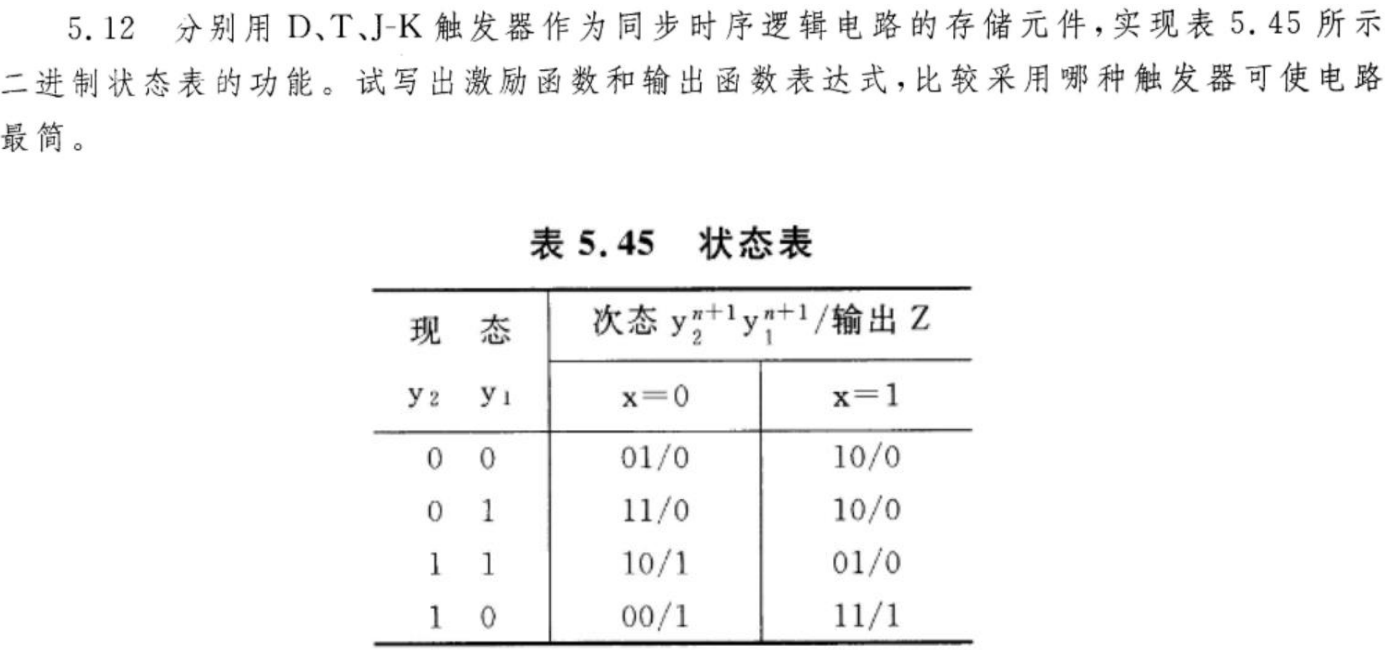 5.12 分别用 D、T、J-K 触发器作为同步时序逻辑电路的存储元件，实现表 5.45 所示
二进制状态表的功能。试写出激励函数和输出函数表达式，比较采用哪种触发器可使电路
最简。
表 5.45 状态表
现 态 次态 y₂ⁿ⁺¹y₁ⁿ⁺¹/输出 Z
y₂ y₁ x=0 x=1
0 0 01/0 10/0
0 1 11/0 10/0
1 1 10/1 01/0
1 0 00/1 11/1